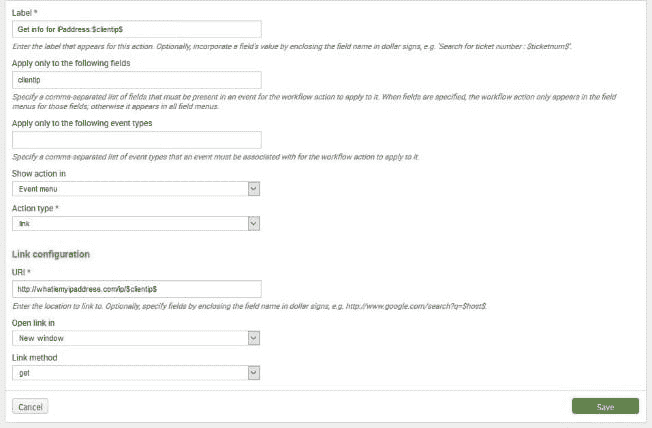 Label *
Get info for IPaddress:$clientip$
Enter the label that appears for this action. Optionally, incorporate a field's value by enclosing the field name in dollar signs, e.g. 'Search for ticket number : $ticketnum$'.
Apply only to the following fields
clientip
Specify a comma-separated list of fields that must be present in an event for the workflow action to apply to it. When fields are specified, the workflow action only appears in the field
menus for those fields; otherwise it appears in all field menus.
Apply only to the following event types
Specify a comma-separated list of event types that an event must be associated with for the workflow action to apply to it.
Show action in
Event menu
Action type *
link
Link configuration
URI *
http://whatismyipaddress.com/ip/$clientip$
Enter the location to link to. Optionally, specify fields by enclosing the field name in dollar signs, e.g. http://www.google.com/search?q=$host$.
Open link in
New window
Link method
get
Cancel
Save